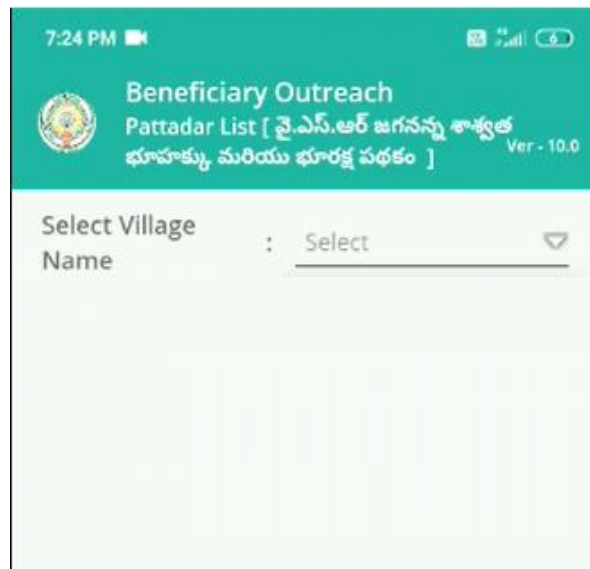 7:24 PM
6
Beneficiary Outreach
Pattadar List [ వై.ఎస్.ఆర్ జగనన్న శాశ్వత
భూహక్కు మరియు భూరక్ష పథకం ]
Ver - 10.0
Select Village
Name
: Select